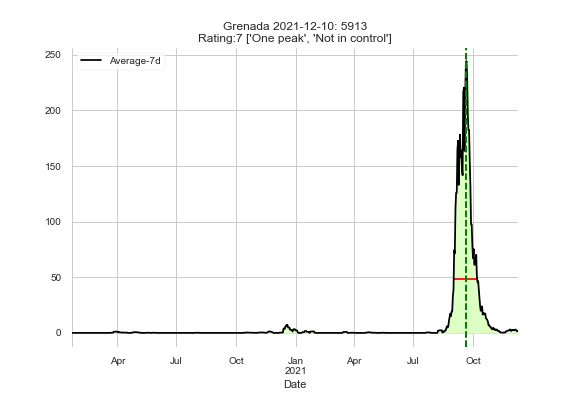 Grenada 2021-12-10: 5913
Rating:7 ['One peak', 'Not in control']
Average-7d
250
200
150
100
50
0
Apr Jul Oct Jan Apr Jul Oct
2021
Date